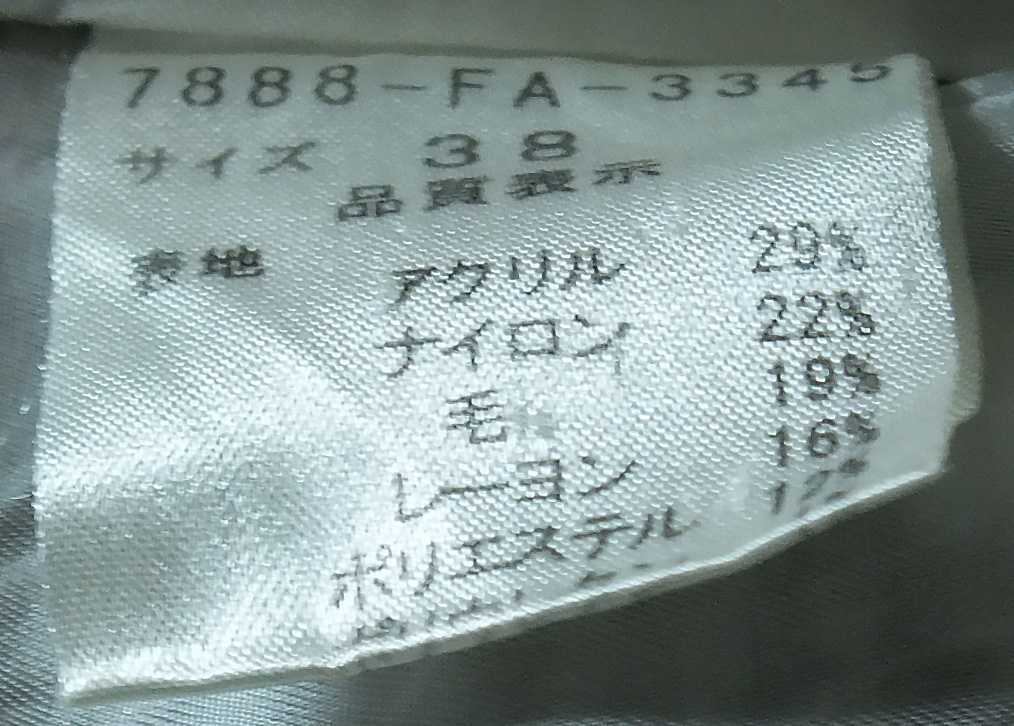 7888-FA-3345
サイズ 38
品質表示
表地 アクリル 29%
ナイロン 22%
毛 19%
レーヨン 16%
ポリエステル 12%